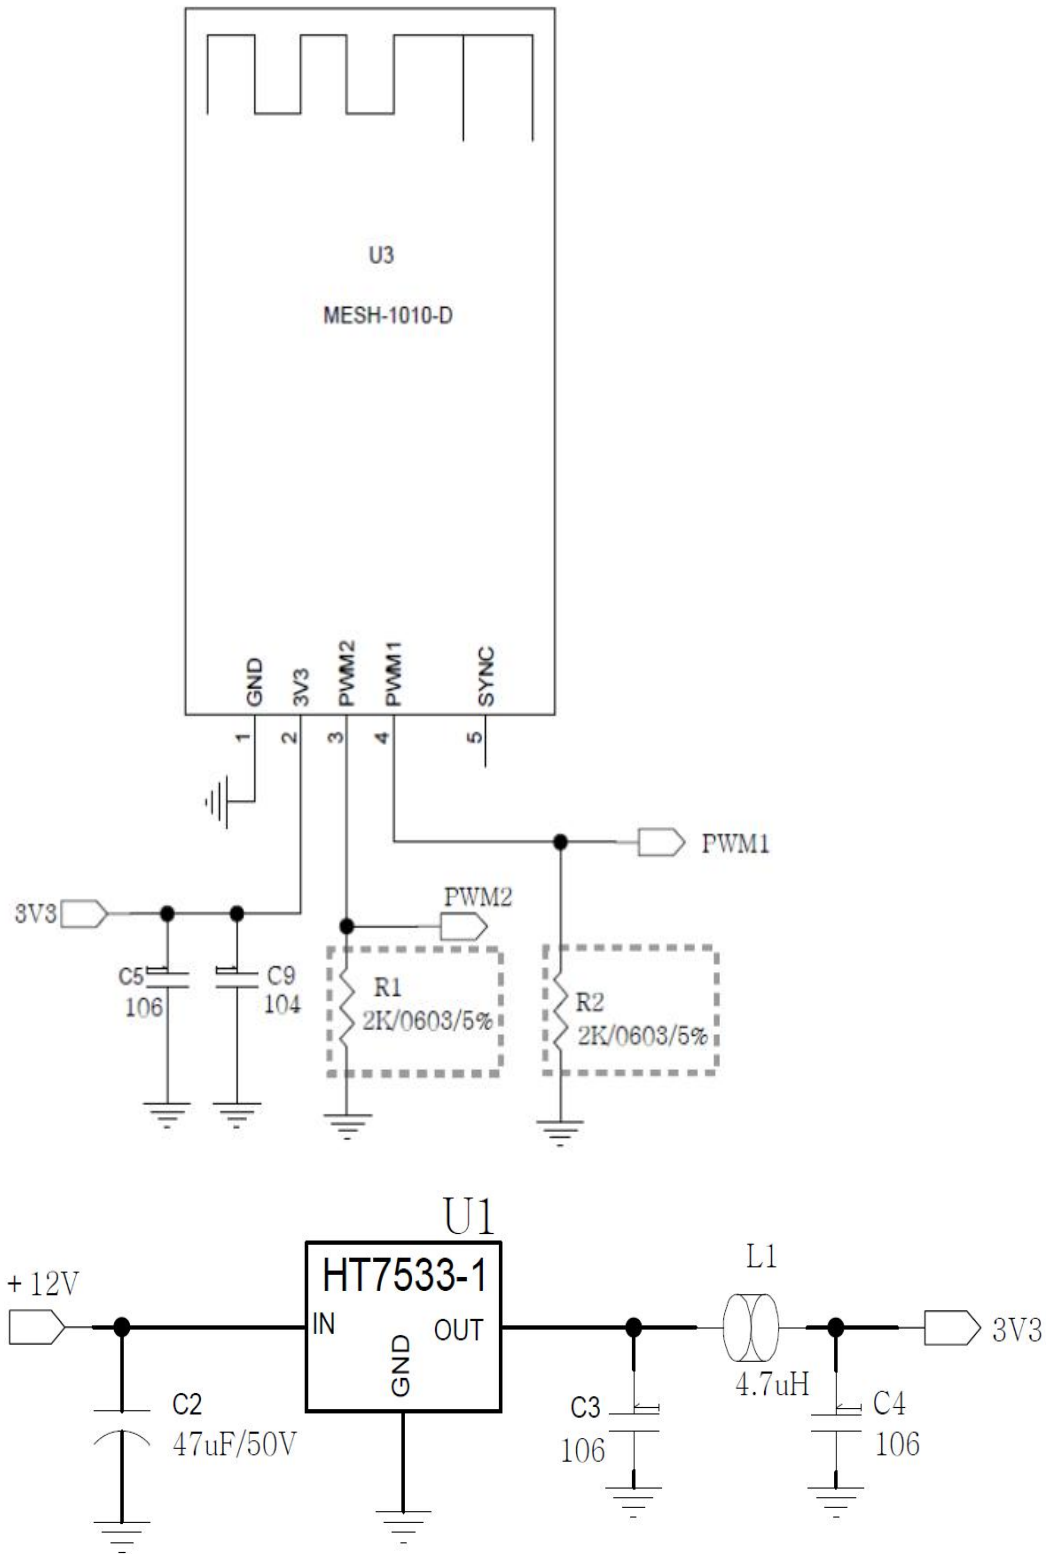 U3
MESH-1010-D
GND
3V3
PWM2
PWM1
SYNC
1
2
3
4
5
PWM1
PWM2
3V3
C5
106
C9
104
R1
2K/0603/5%
R2
2K/0603/5%
U1
HT7533-1
IN
OUT
GND
+12V
C2
47uF/50V
L1
4.7uH
3V3
C3
106
C4
106